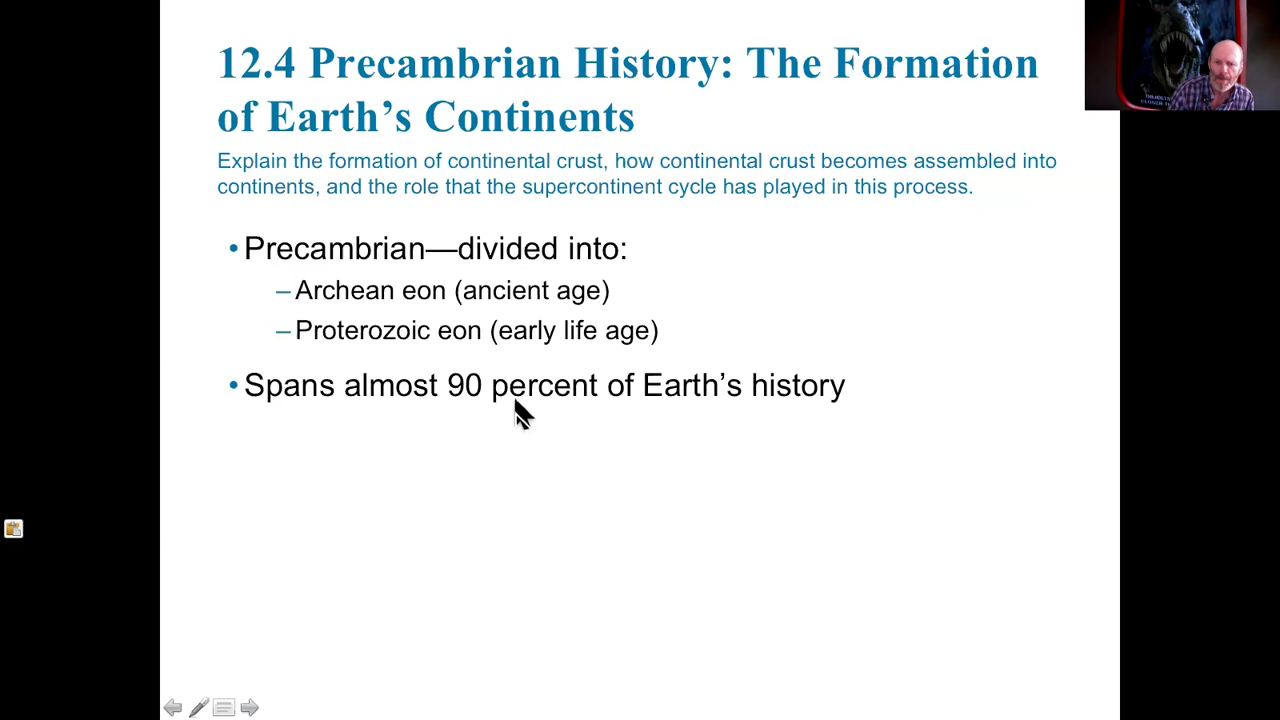 12.4 Precambrian History: The Formation
of Earth’s Continents
Explain the formation of continental crust, how continental crust becomes assembled into
continents, and the role that the supercontinent cycle has played in this process.
•Precambrian—divided into:
–Archean eon (ancient age)
–Proterozoic eon (early life age)
•Spans almost 90 percent of Earth’s history